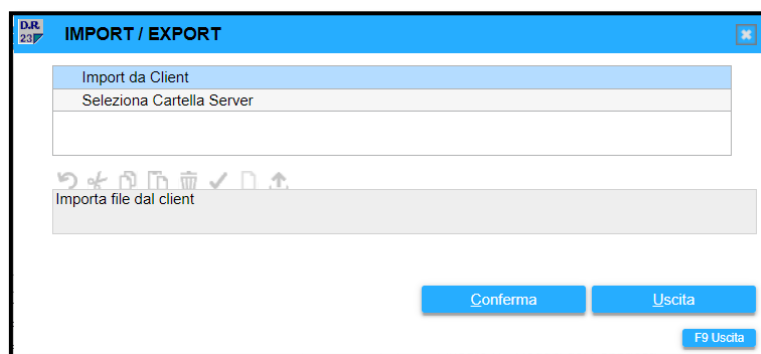 D.R.
23
IMPORT / EXPORT
Import da Client
Seleziona Cartella Server
Importa file dal client
Conferma
Uscita
F9 Uscita